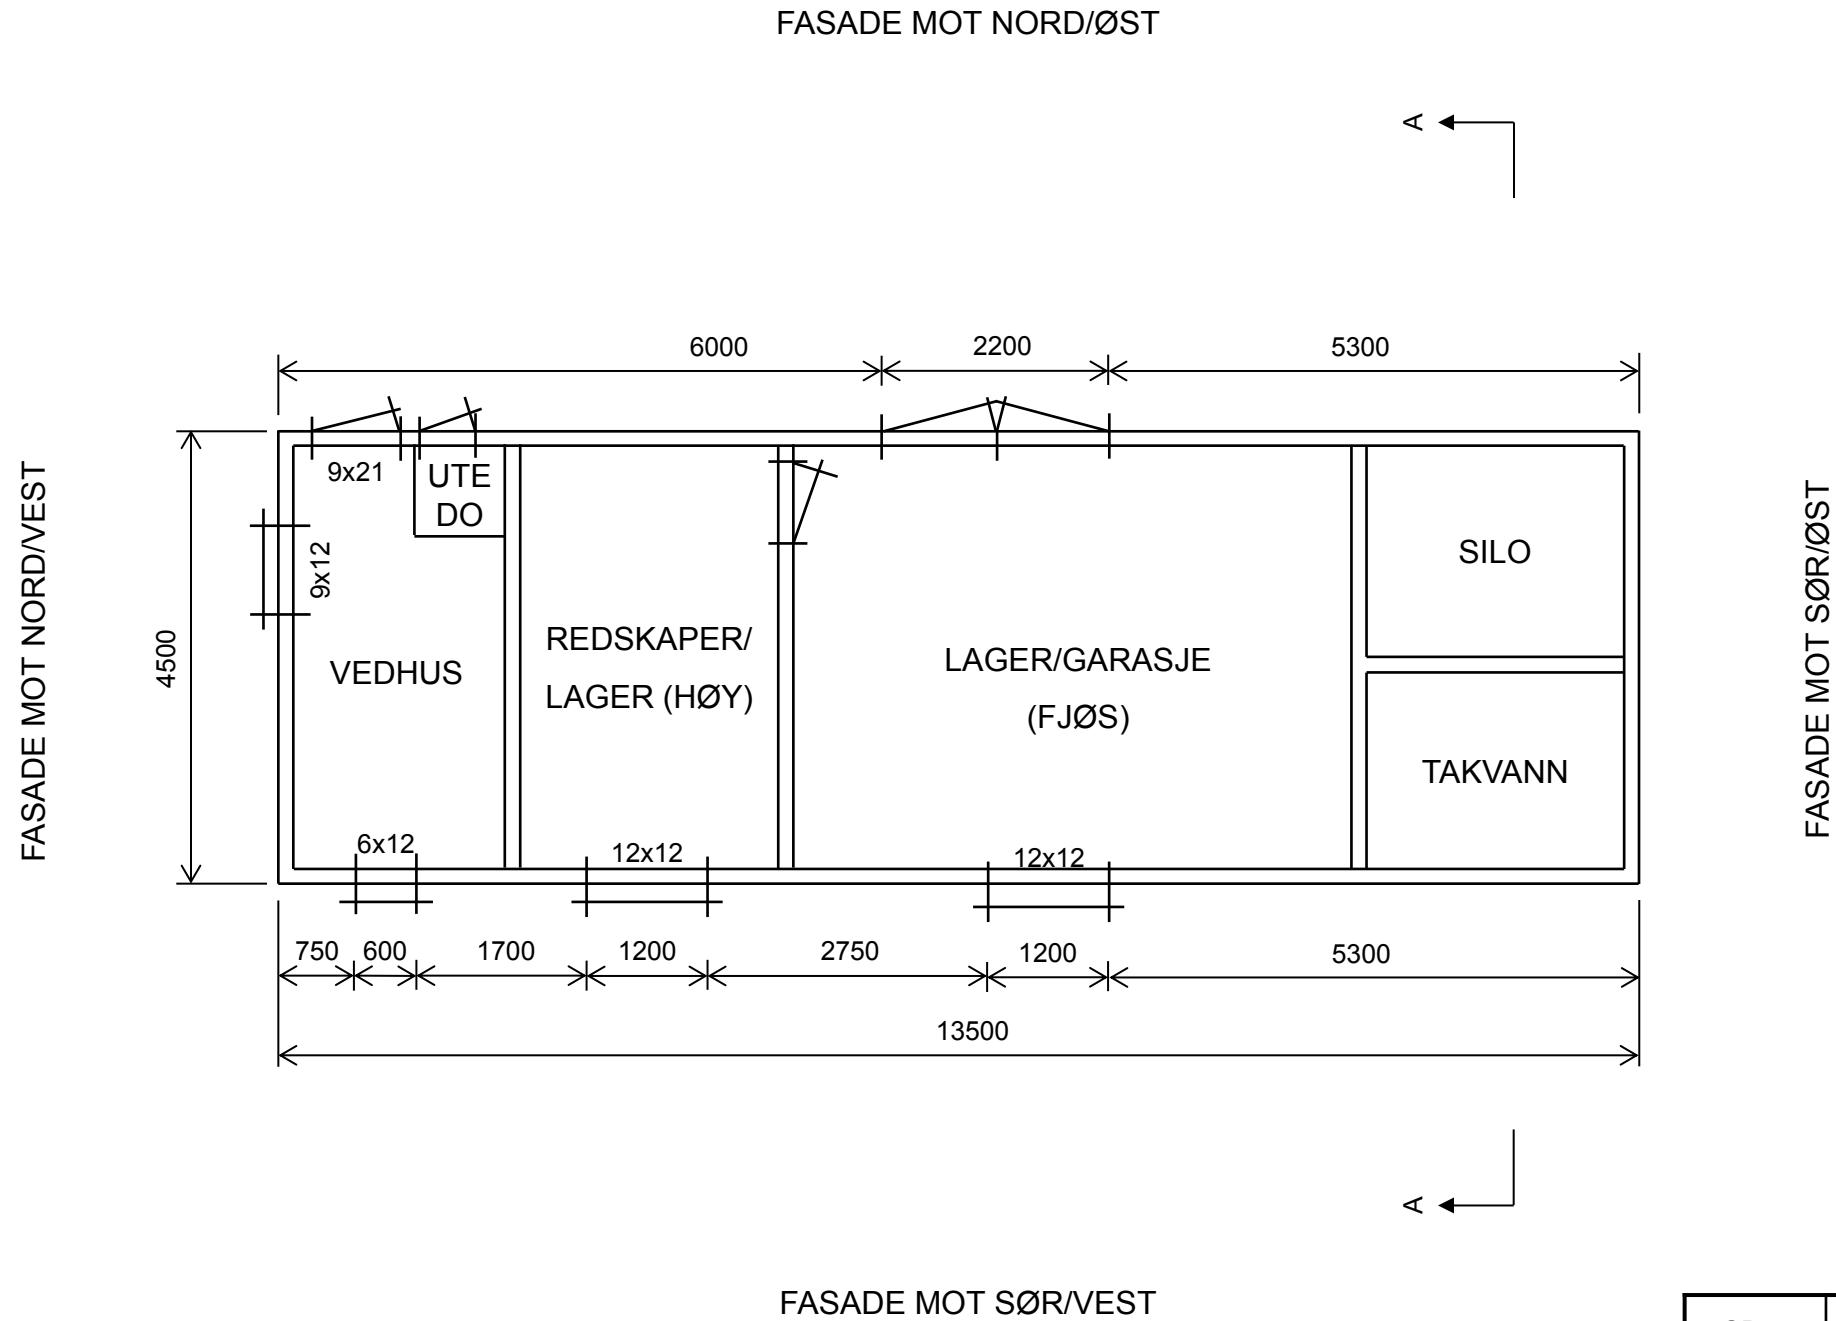 FASADE MOT NORD/ØST
A
6000
2200
5300
9x21
UTE
DO
9x12
4500
FASADE MOT NORD/VEST
FASADE MOT SØR/ØST
SILO
REDSKAPER/
LAGER (HØY)
VEDHUS
LAGER/GARASJE
(FJØS)
TAKVANN
6x12
12x12
12x12
750
600
1700
1200
2750
1200
5300
13500
A
FASADE MOT SØR/VEST